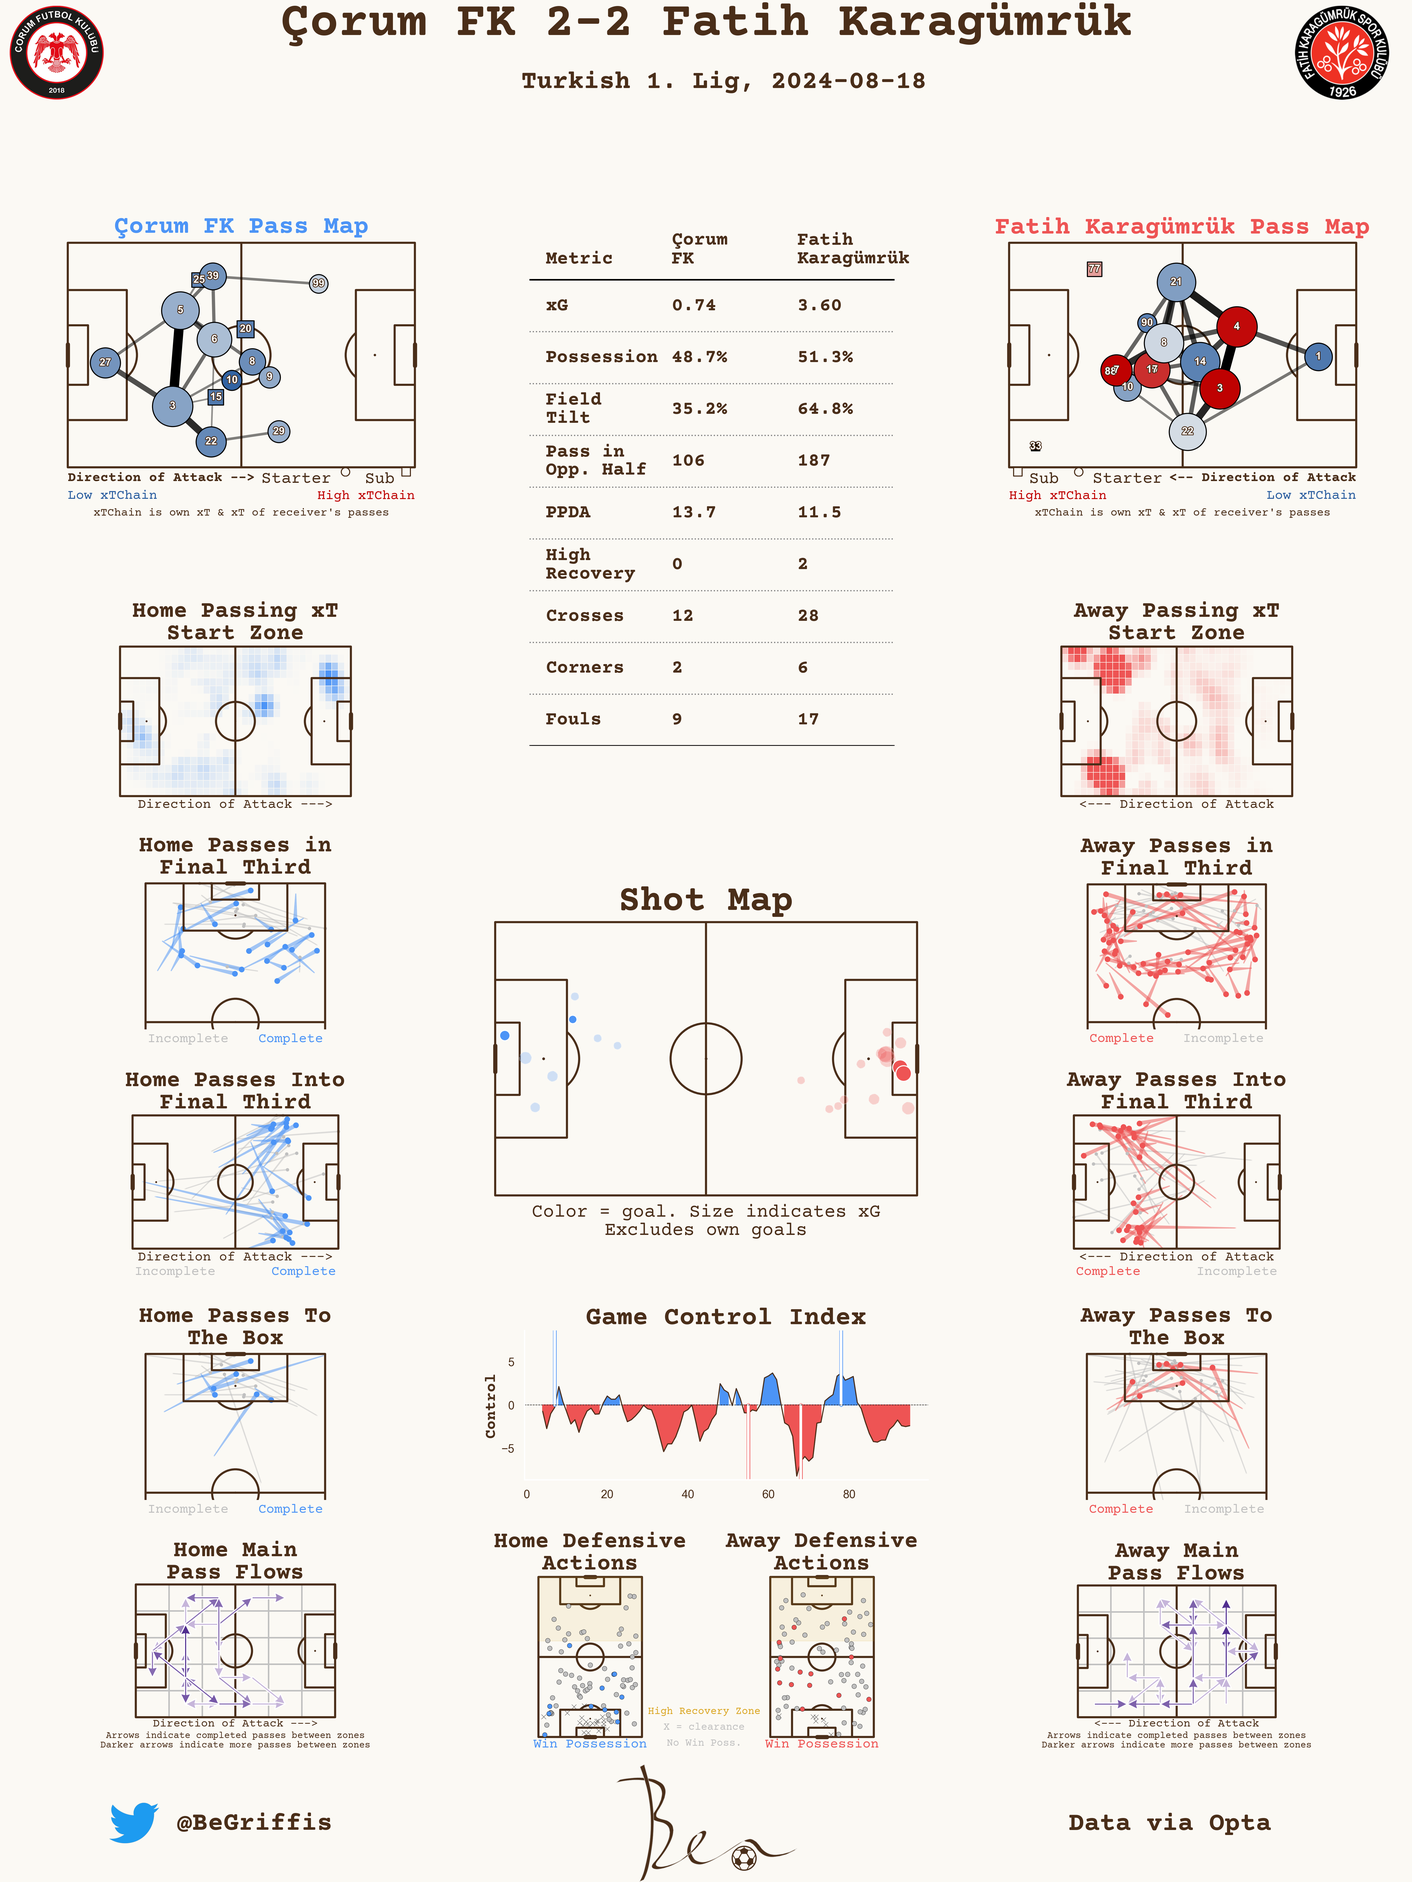 Çorum FK 2-2 Fatih Karagümrük
Turkish 1. Lig, 2024-08-18
ÇORUM FUTBOL KULÜBÜ
2018
FATİH KARAGÜMRÜK SPOR KULÜBÜ
1926
Çorum FK Pass Map
25
39
99
5
6
20
27
8
10
9
15
3
22
29
Direction of Attack --> Starter Sub
Low xTChain High xTChain
xTChain is own xT & xT of receiver's passes
Metric Çorum FK Fatih Karagümrük
xG 0.74 3.60
Possession 48.7% 51.3%
Field Tilt 35.2% 64.8%
Pass in Opp. Half 106 187
PPDA 13.7 11.5
High Recovery 0 2
Crosses 12 28
Corners 2 6
Fouls 9 17
Fatih Karagümrük Pass Map
77
21
90
4
8
14
1
88
10
3
22
33
Sub Starter <-- Direction of Attack
High xTChain Low xTChain
xTChain is own xT & xT of receiver's passes
Home Passing xT
Start Zone
Direction of Attack --->
Away Passing xT
Start Zone
<--- Direction of Attack
Home Passes in
Final Third
Incomplete Complete
Away Passes in
Final Third
Complete Incomplete
Shot Map
Color = goal. Size indicates xG
Excludes own goals
Home Passes Into
Final Third
Direction of Attack --->
Incomplete Complete
Away Passes Into
Final Third
<--- Direction of Attack
Complete Incomplete
Home Passes To
The Box
Incomplete Complete
Game Control Index
Control
5
0
−5
0 20 40 60 80
Away Passes To
The Box
Complete Incomplete
Home Main
Pass Flows
Direction of Attack --->
Arrows indicate completed passes between zones
Darker arrows indicate more passes between zones
Home Defensive
Actions
Win Possession
High Recovery Zone
X = clearance
No Win Poss.
Away Defensive
Actions
Win Possession
Away Main
Pass Flows
<--- Direction of Attack
Arrows indicate completed passes between zones
Darker arrows indicate more passes between zones
@BeGriffis
Ben
Data via Opta